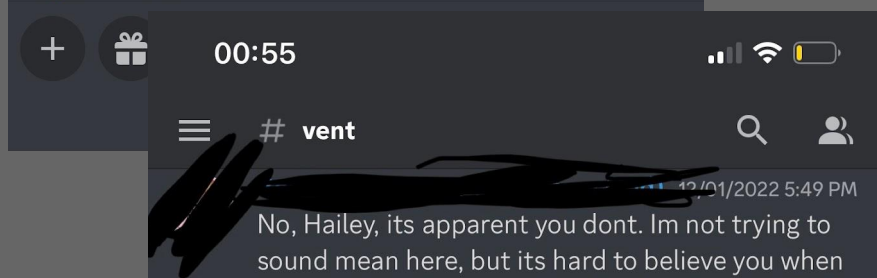 00:55
# vent
12/01/2022 5:49 PM
No, Hailey, its apparent you dont. Im not trying to
sound mean here, but its hard to believe you when